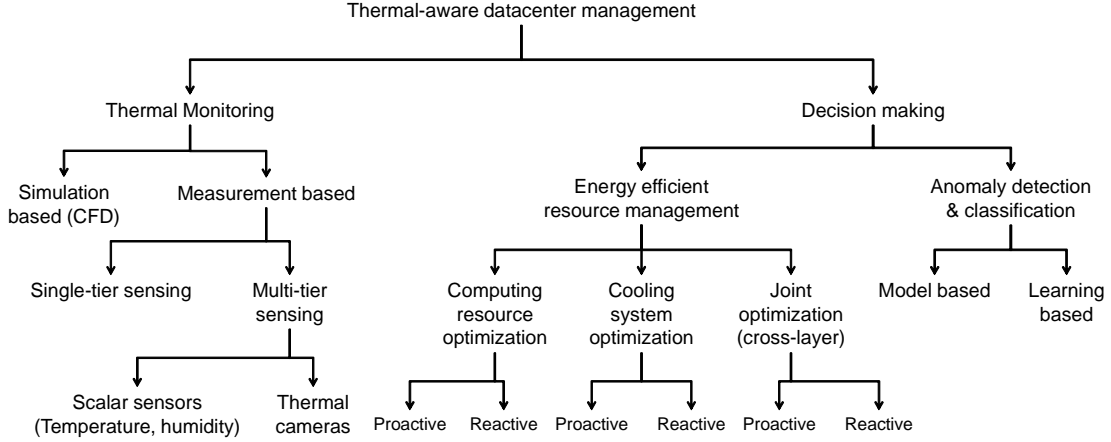 Thermal-aware datacenter management
Thermal Monitoring
Decision making
Simulation
based (CFD)
Measurement based
Energy efficient
resource management
Anomaly detection
& classification
Single-tier sensing
Multi-tier
sensing
Computing
resource
optimization
Cooling
system
optimization
Joint
optimization
(cross-layer)
Model based
Learning
based
Scalar sensors
(Temperature, humidity)
Thermal
cameras
Proactive
Reactive
Proactive
Reactive
Proactive
Reactive